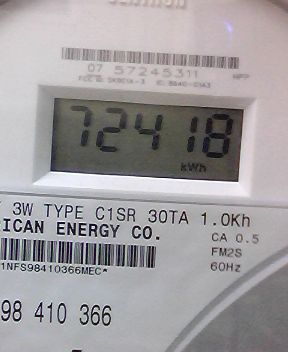 07 57245311
72418
kWh
3W TYPE C1SR 30TA 1.0Kh
RICAN ENERGY CO.
CA 0.5
FM2S
60Hz
1NFS98410366MEC*
98 410 366